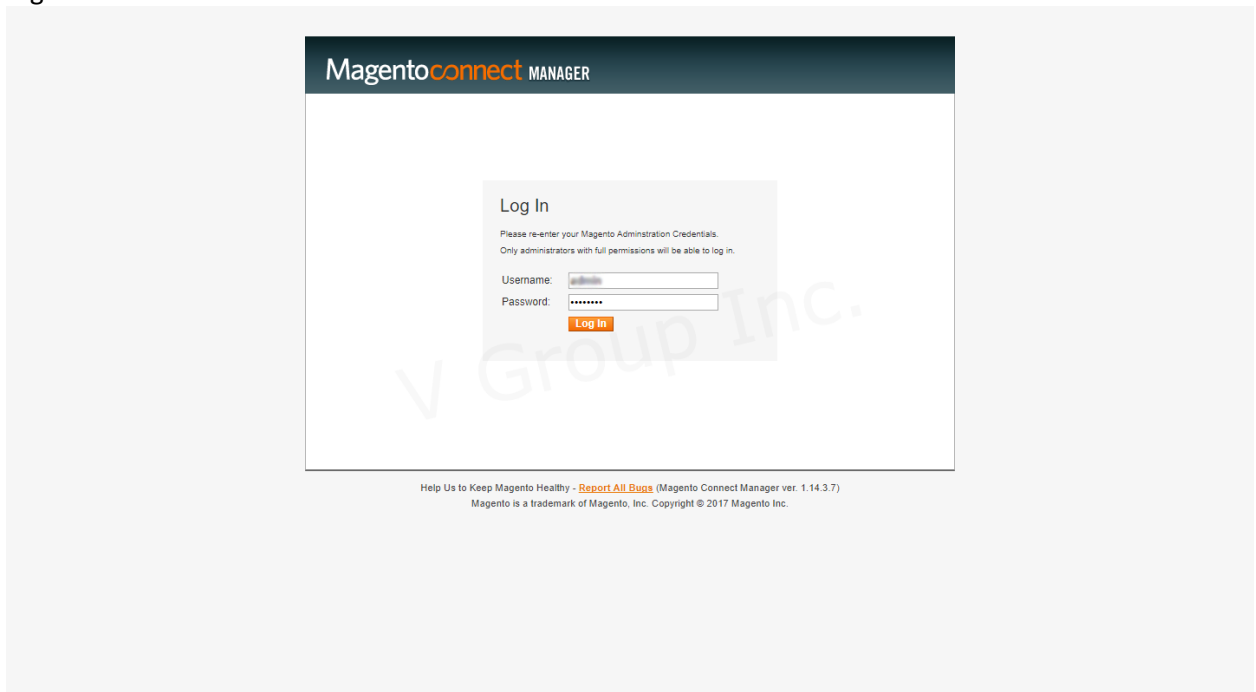 Magentoconnect MANAGER
Log In
Please re-enter your Magento Adminstration Credentials.
Only administrators with full permissions will be able to log in.
Username: admin
Password: ••••••••
Log In
V Group Inc.
Help Us to Keep Magento Healthy - Report All Bugs (Magento Connect Manager ver. 1.14.3.7)
Magento is a trademark of Magento, Inc. Copyright © 2017 Magento Inc.